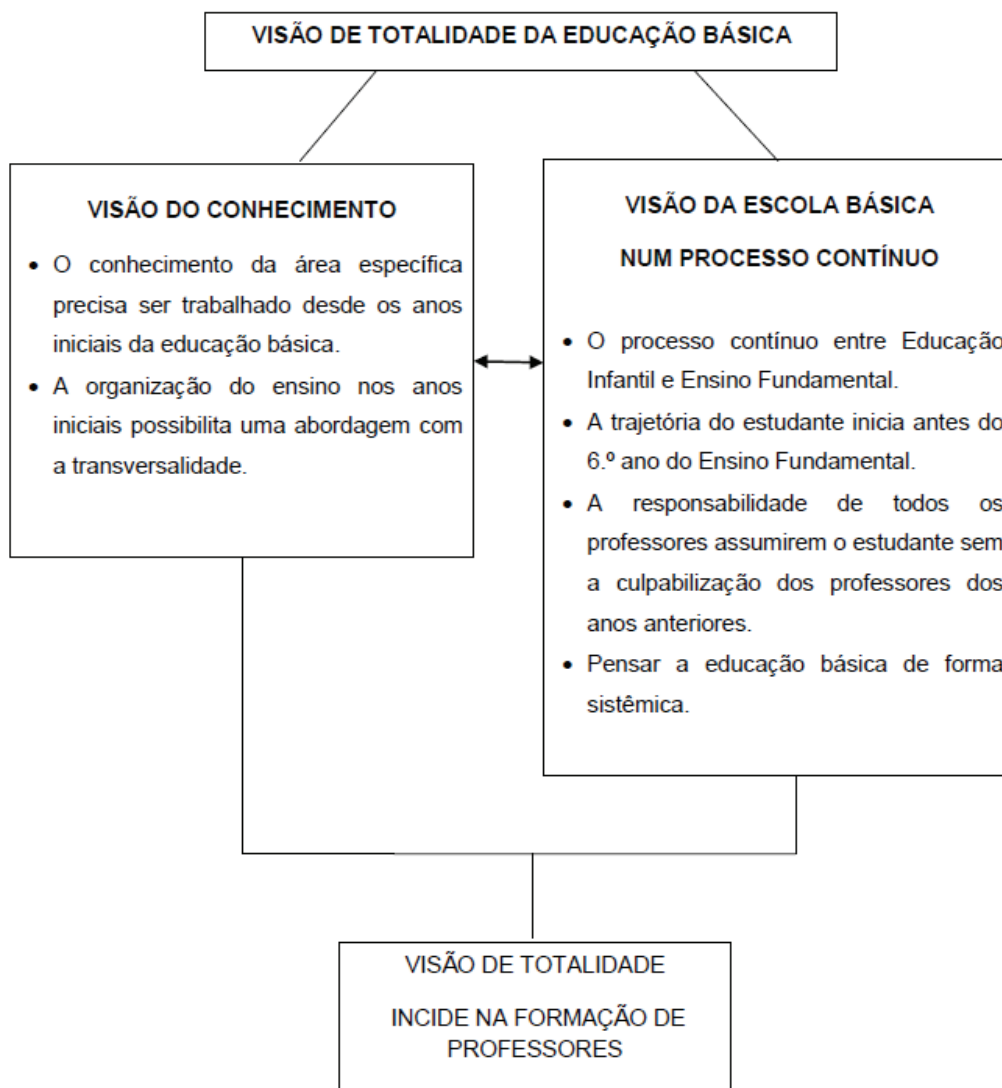 VISÃO DE TOTALIDADE DA EDUCAÇÃO BÁSICA
VISÃO DO CONHECIMENTO
• O conhecimento da área específica
precisa ser trabalhado desde os anos
iniciais da educação básica.
• A organização do ensino nos anos
iniciais possibilita uma abordagem com
a transversalidade.
VISÃO DA ESCOLA BÁSICA
NUM PROCESSO CONTÍNUO
• O processo contínuo entre Educação
Infantil e Ensino Fundamental.
• A trajetória do estudante inicia antes do
6.º ano do Ensino Fundamental.
• A responsabilidade de todos os
professores assumirem o estudante sem
a culpabilização dos professores dos
anos anteriores.
• Pensar a educação básica de forma
sistêmica.
VISÃO DE TOTALIDADE
INCIDE NA FORMAÇÃO DE
PROFESSORES